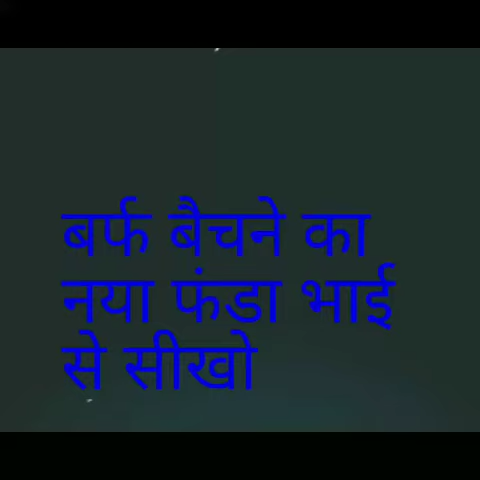 बर्फ बैचने का
नया फंडा भाई
से सीखो